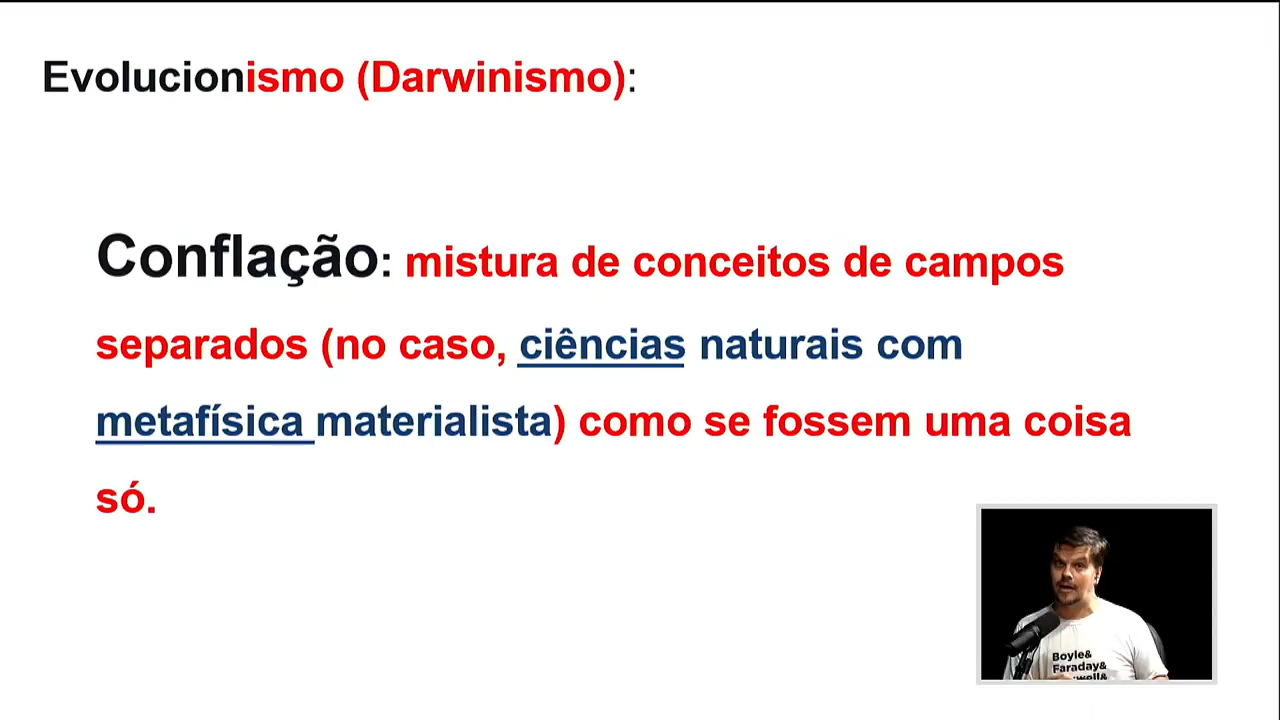 Evolucionismo (Darwinismo):
Conflação: mistura de conceitos de campos
separados (no caso, ciências naturais com
metafísica materialista) como se fossem uma coisa
só.
Boyle&
Faraday&